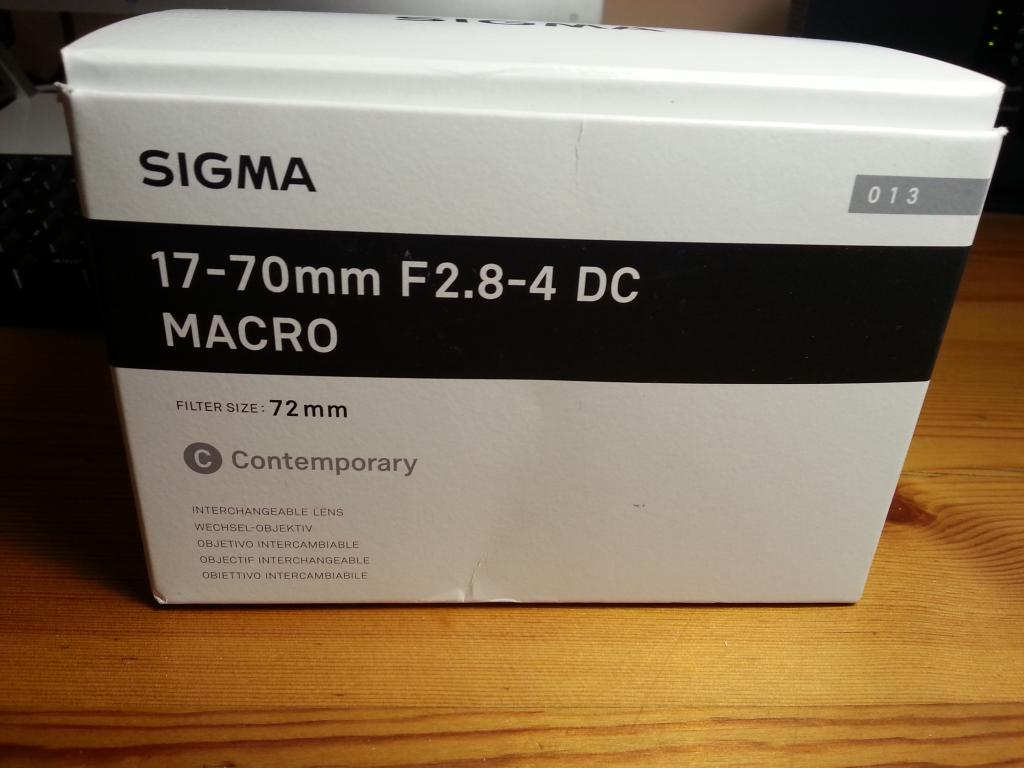 SIGMA
SIGMA
013
17-70mm F2.8-4 DC
MACRO
FILTER SIZE: 72mm
C Contemporary
INTERCHANGEABLE LENS
WECHSEL-OBJEKTIV
OBJETIVO INTERCAMBIABLE
OBJECTIF INTERCHANGEABLE
OBIETTIVO INTERCAMBIABILE